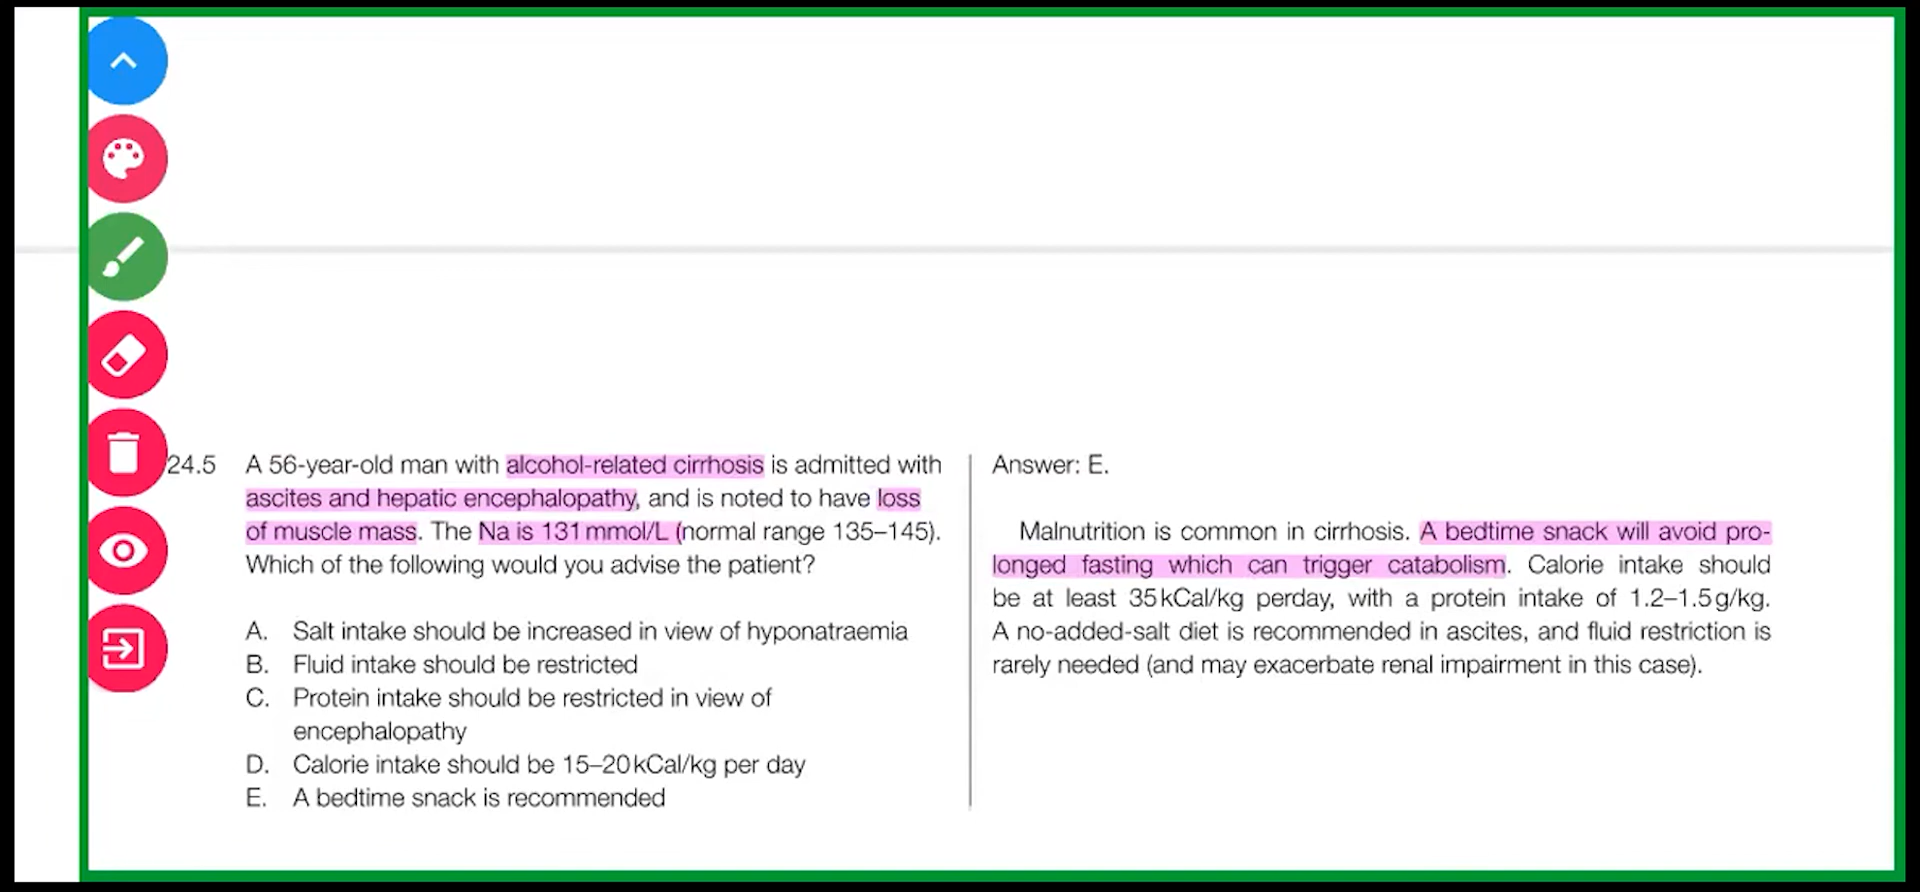 24.5 A 56-year-old man with alcohol-related cirrhosis is admitted with
ascites and hepatic encephalopathy, and is noted to have loss
of muscle mass. The Na is 131 mmol/L (normal range 135–145).
Which of the following would you advise the patient?
A. Salt intake should be increased in view of hyponatraemia
B. Fluid intake should be restricted
C. Protein intake should be restricted in view of
encephalopathy
D. Calorie intake should be 15–20 kCal/kg per day
E. A bedtime snack is recommended
Answer: E.
Malnutrition is common in cirrhosis. A bedtime snack will avoid pro-
longed fasting which can trigger catabolism. Calorie intake should
be at least 35 kCal/kg perday, with a protein intake of 1.2–1.5 g/kg.
A no-added-salt diet is recommended in ascites, and fluid restriction is
rarely needed (and may exacerbate renal impairment in this case).